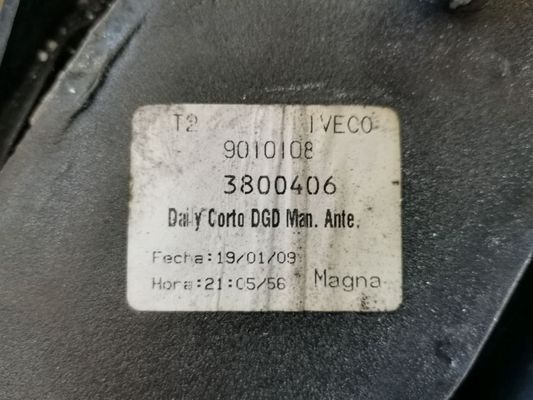 T2 IVECO
9010108
3800406
Daily Corto DGD Man. Ante.
Fecha:19/01/09
Hora:21:05/56 Magna